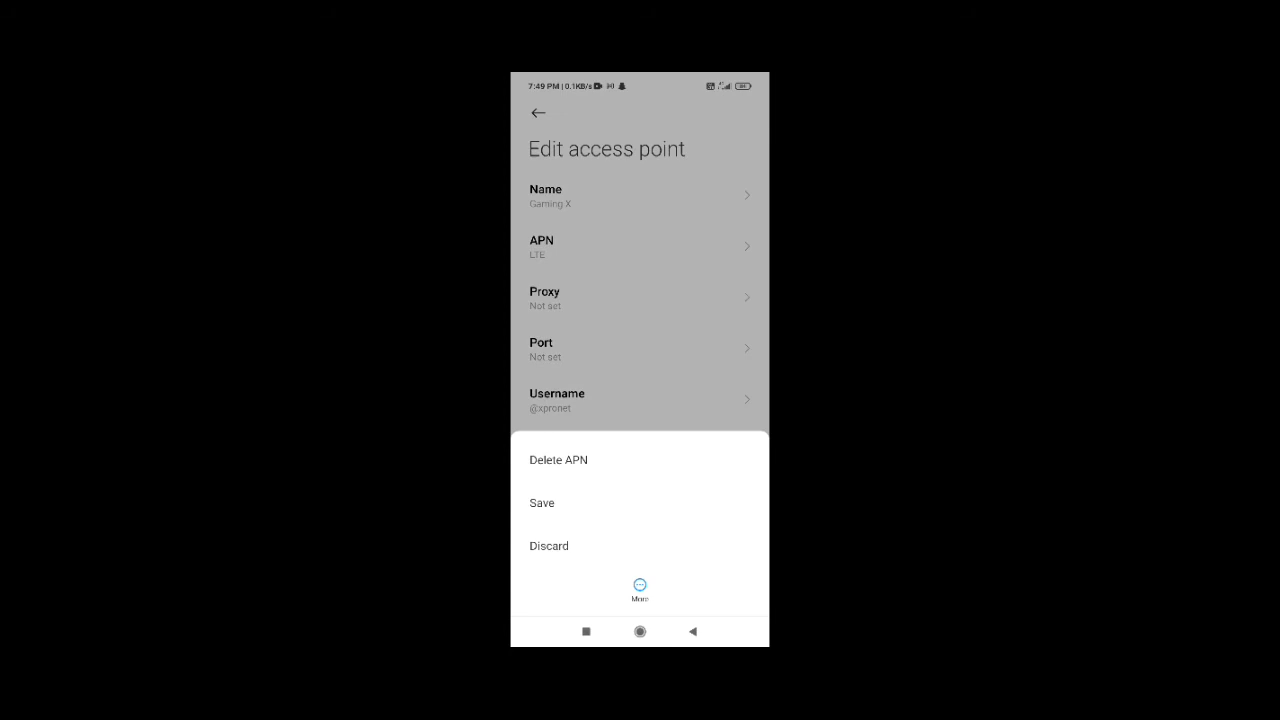 7:49 PM | 0.1KB/s
Edit access point
Name
Gaming X
APN
LTE
Proxy
Not set
Port
Not set
Username
@xpronet
Delete APN
Save
Discard
More